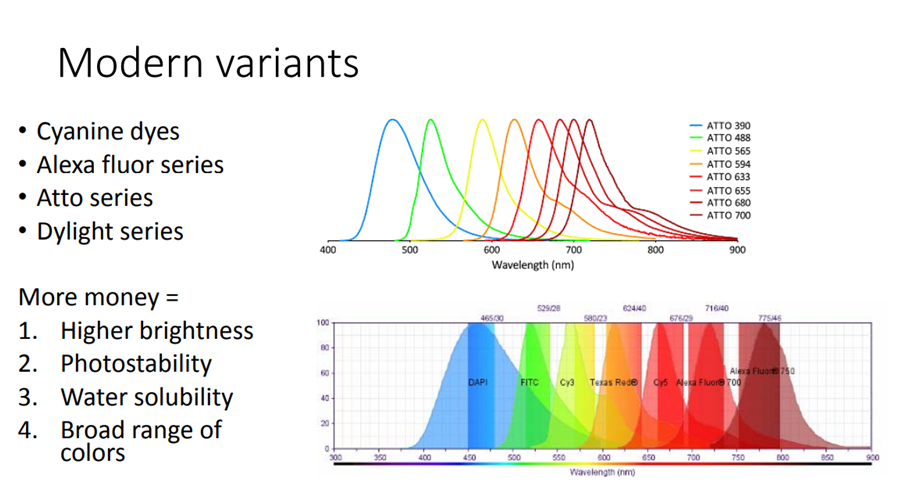 Modern variants
• Cyanine dyes
• Alexa fluor series
• Atto series
• Dylight series
More money =
1. Higher brightness
2. Photostability
3. Water solubility
4. Broad range of
colors
ATTO 390
ATTO 488
ATTO 565
ATTO 594
ATTO 633
ATTO 655
ATTO 680
ATTO 700
400 500 600 700 800 900
Wavelength (nm)
529/28 624/40 716/40
465/30 580/23 676/29 775/46
100
80
60
40
20
0
Alexa Fluor® 750
DAPI FITC Cy3 Texas Red® Cy5 Alexa Fluor® 700
300 350 400 450 500 550 600 650 700 750 800 850 900
Wavelength (nm)